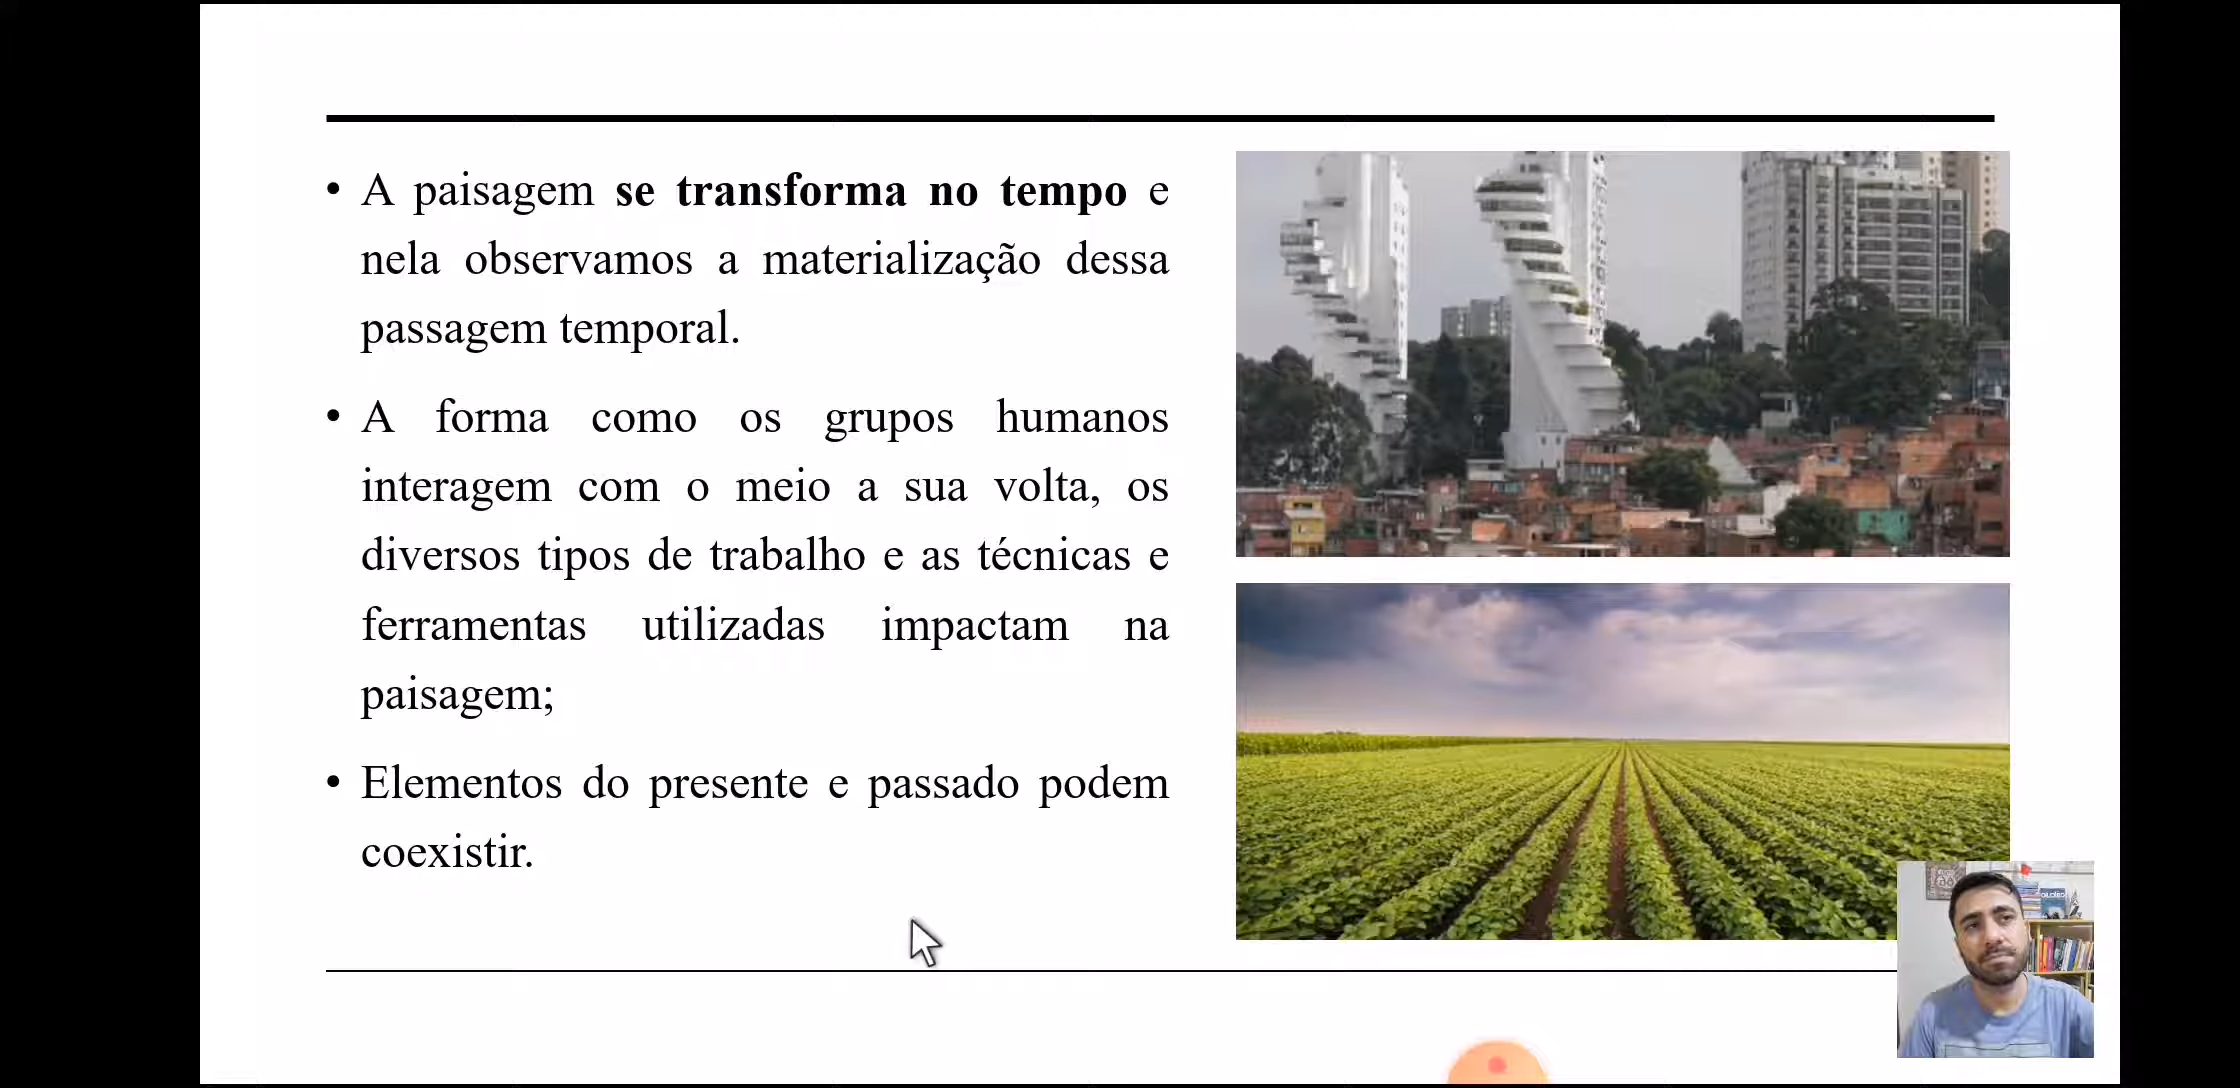 • A paisagem se transforma no tempo e
nela observamos a materialização dessa
passagem temporal.
• A forma como os grupos humanos
interagem com o meio a sua volta, os
diversos tipos de trabalho e as técnicas e
ferramentas utilizadas impactam na
paisagem;
• Elementos do presente e passado podem
coexistir.